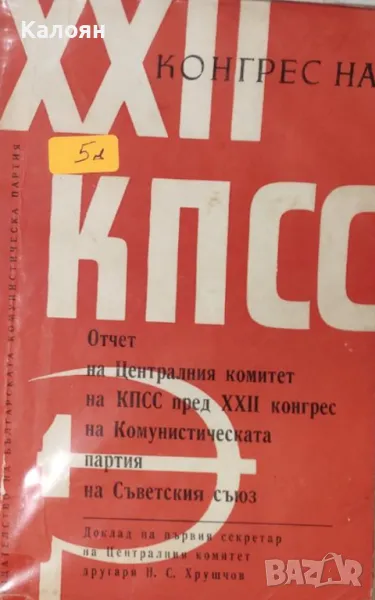 Калоян
XXII
КОНГРЕС НА
5л
КПСС
Отчет
на Централния комитет
на КПСС пред XXII конгрес
на Комунистическата
партия
на Съветския съюз
Доклад на първия секретар
на Централния комитет
другаря Н. С. Хрушчов
НА БЪЛГАРСКАТА КОМУНИСТИЧЕСКА ПАРТИЯ
BAZAR